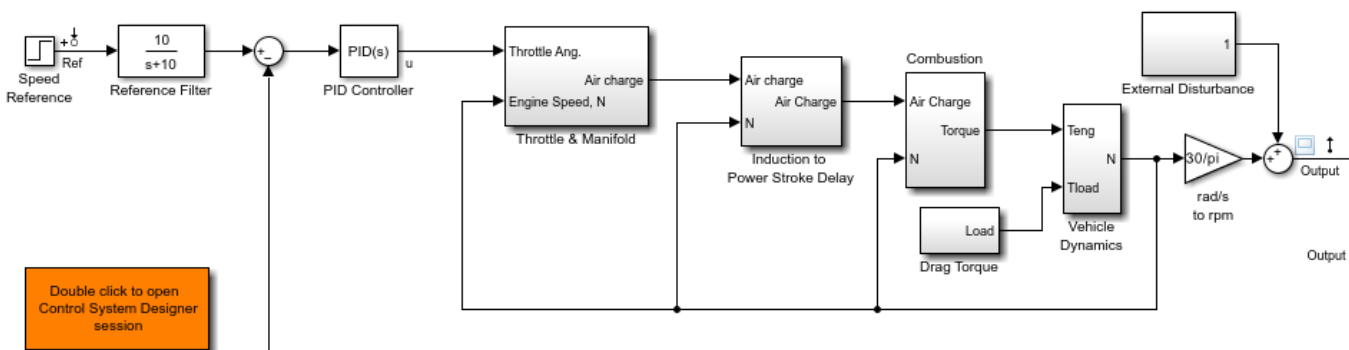 Speed
Reference
Ref
10
s+10
Reference Filter
+
−
PID(s)
u
PID Controller
Throttle Ang.
Air charge
Engine Speed, N
Throttle & Manifold
Air charge
Air Charge
N
Induction to
Power Stroke Delay
Combustion
Air Charge
Torque
N
Load
Drag Torque
Teng
N
Tload
Vehicle
Dynamics
1
External Disturbance
30/pi
rad/s
to rpm
+
+
Output
Output
Double click to open
Control System Designer
session